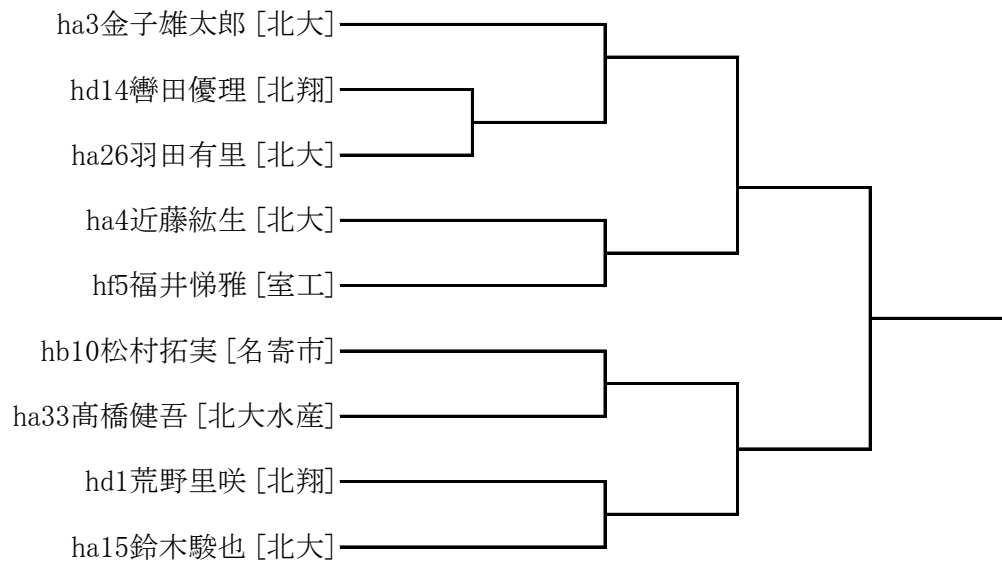 ha3金子雄太郎 [北大]
hd14轡田優理 [北翔]
ha26羽田有里 [北大]
ha4近藤紘生 [北大]
hf5福井悌雅 [室工]
hb10松村拓実 [名寄市]
ha33髙橋健吾 [北大水産]
hd1荒野里咲 [北翔]
ha15鈴木駿也 [北大]